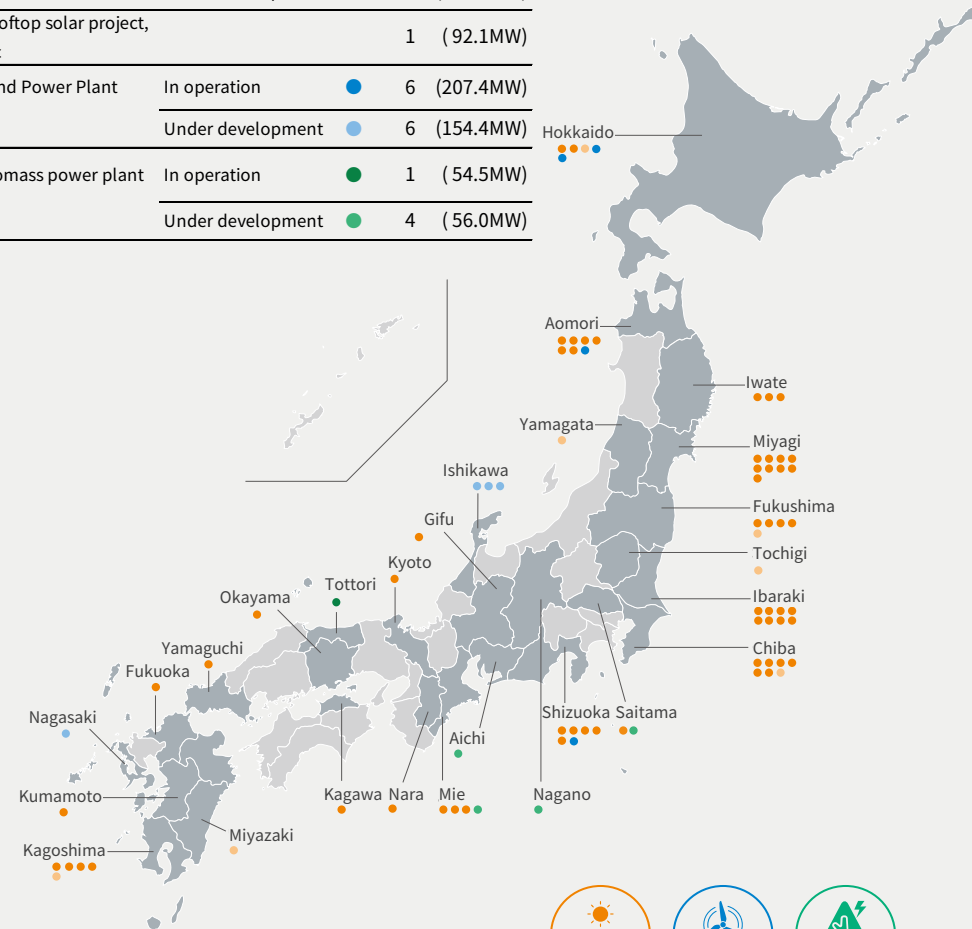 oftop solar project,
1 ( 92.1MW)
nd Power Plant In operation 6 (207.4MW)
Under development 6 (154.4MW)
omass power plant In operation 1 ( 54.5MW)
Under development 4 ( 56.0MW)
Hokkaido
Aomori
Iwate
Yamagata
Miyagi
Ishikawa
Fukushima
Gifu
Tochigi
Kyoto
Tottori
Okayama
Ibaraki
Yamaguchi
Chiba
Fukuoka
Nagasaki
Shizuoka Saitama
Aichi
Kumamoto
Kagawa Nara Mie Nagano
Miyazaki
Kagoshima